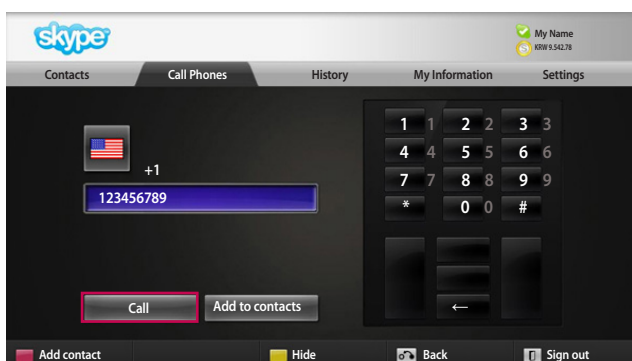 skype
My Name
KRW 9.542.78
Contacts Call Phones History My Information Settings
+1
123456789
1 1 2 2 3 3
4 4 5 5 6 6
7 7 8 8 9 9
* 0 0 #
←
Call Add to contacts
Add contact Hide Back Sign out